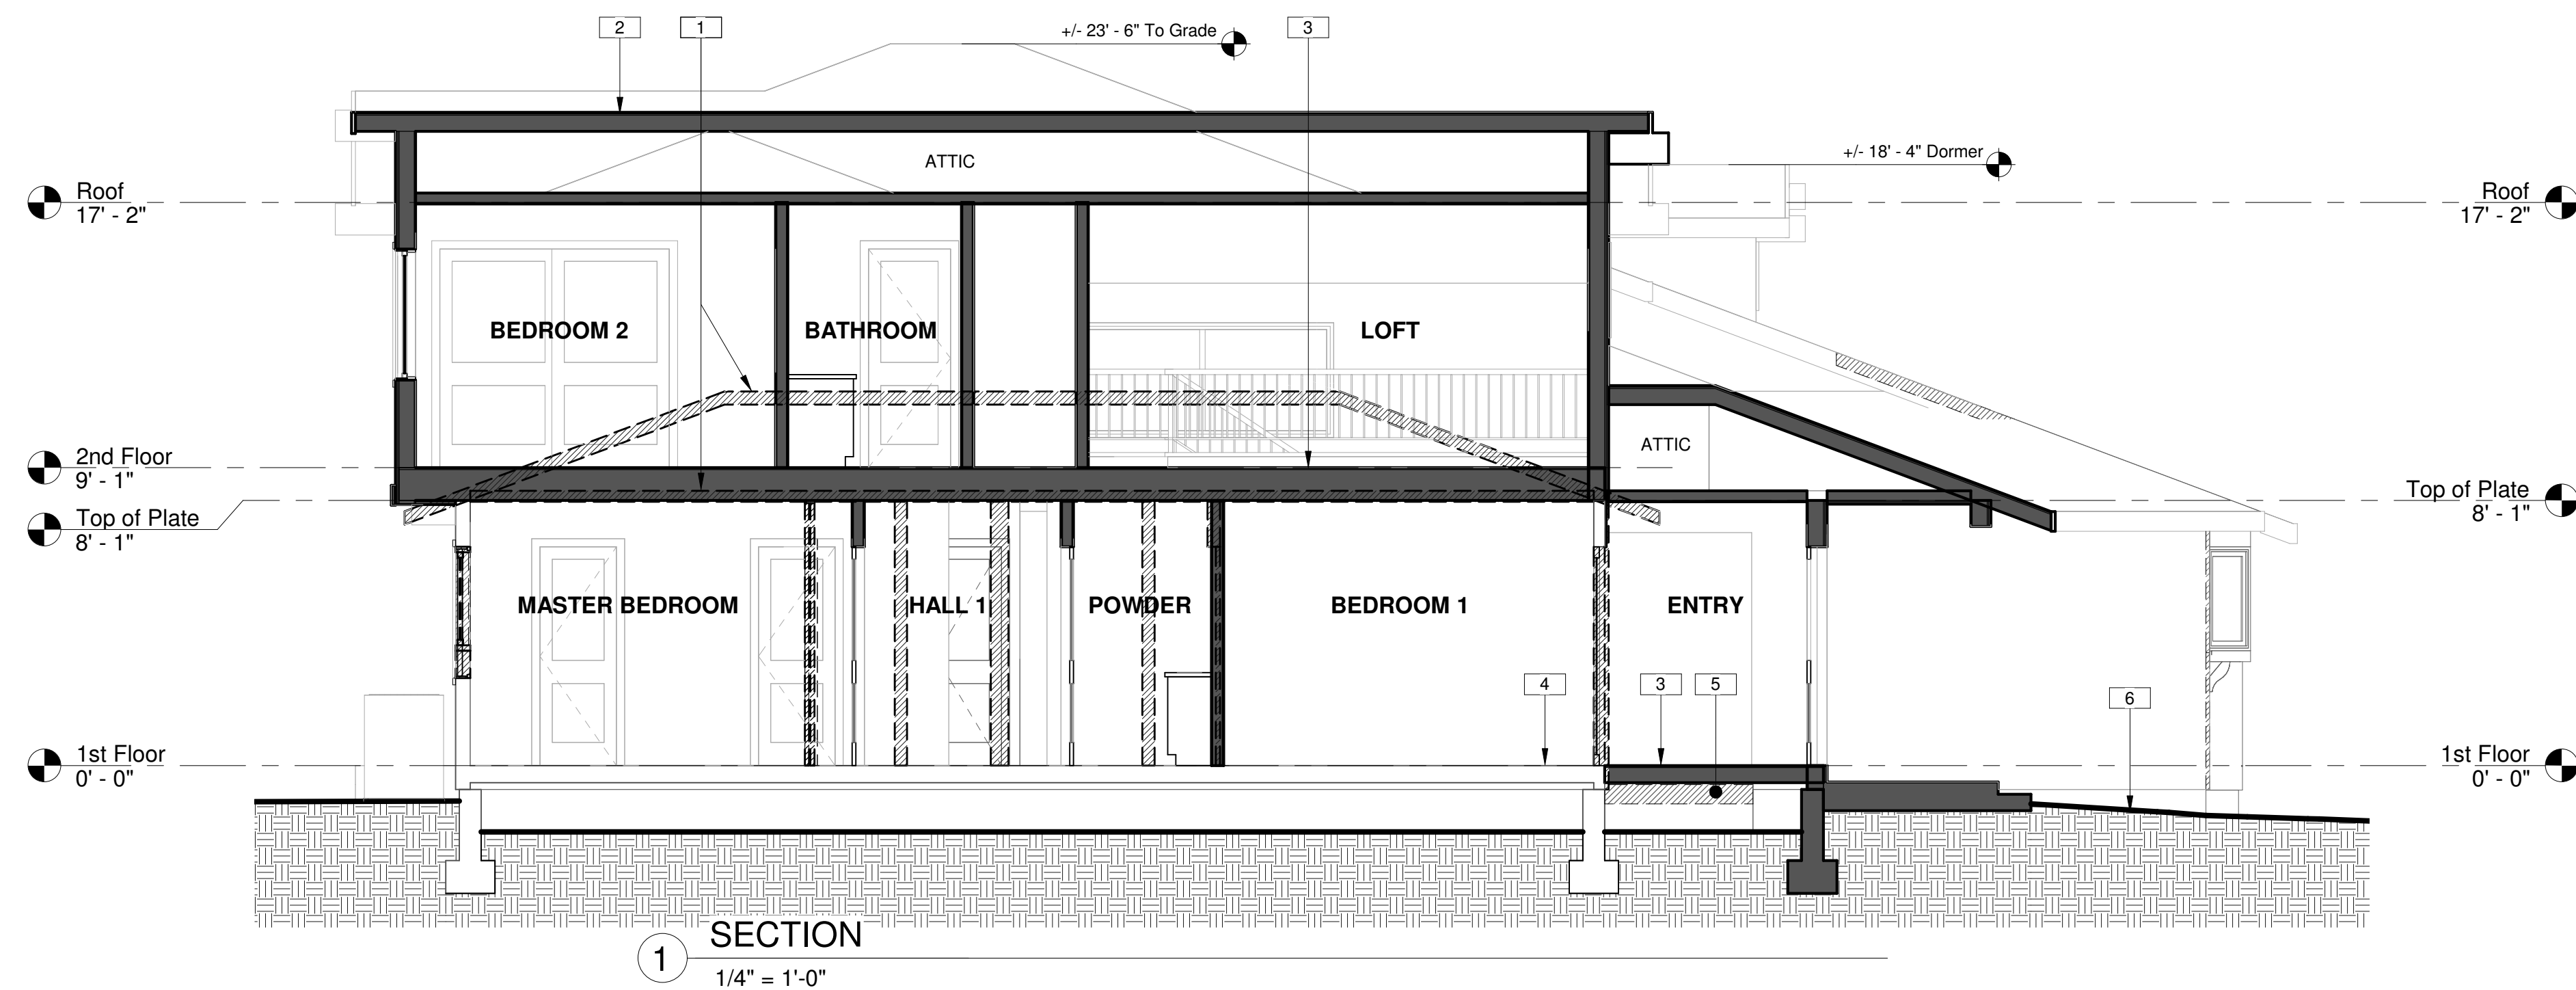 2
1
+/- 23' - 6" To Grade
3
ATTIC
+/- 18' - 4" Dormer
Roof
17' - 2"
Roof
17' - 2"
BEDROOM 2
BATHROOM
LOFT
ATTIC
2nd Floor
9' - 1"
Top of Plate
8' - 1"
Top of Plate
8' - 1"
MASTER BEDROOM
HALL 1
POWDER
BEDROOM 1
ENTRY
4
3
5
6
1st Floor
0' - 0"
1st Floor
0' - 0"
1
SECTION
1/4" = 1'-0"